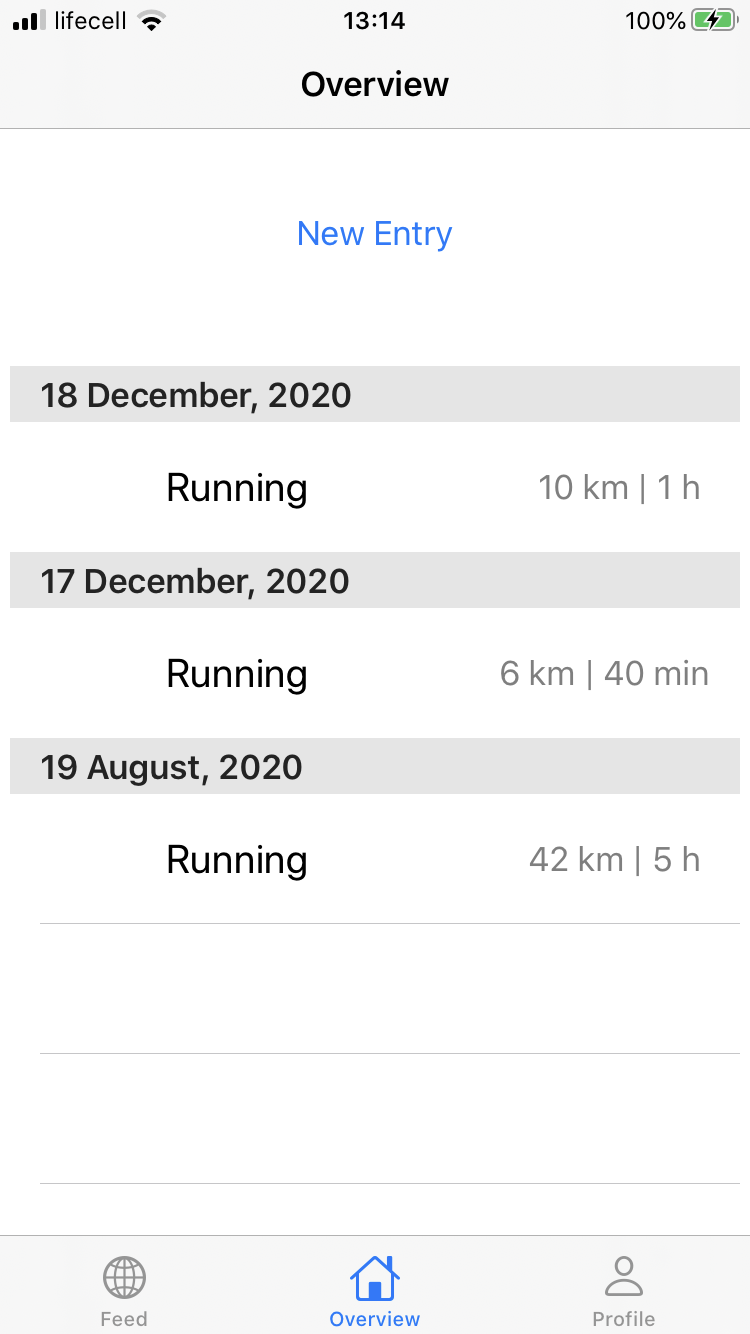 lifecell 13:14 100%
Overview
New Entry
18 December, 2020
Running 10 km | 1 h
17 December, 2020
Running 6 km | 40 min
19 August, 2020
Running 42 km | 5 h
Feed Overview Profile